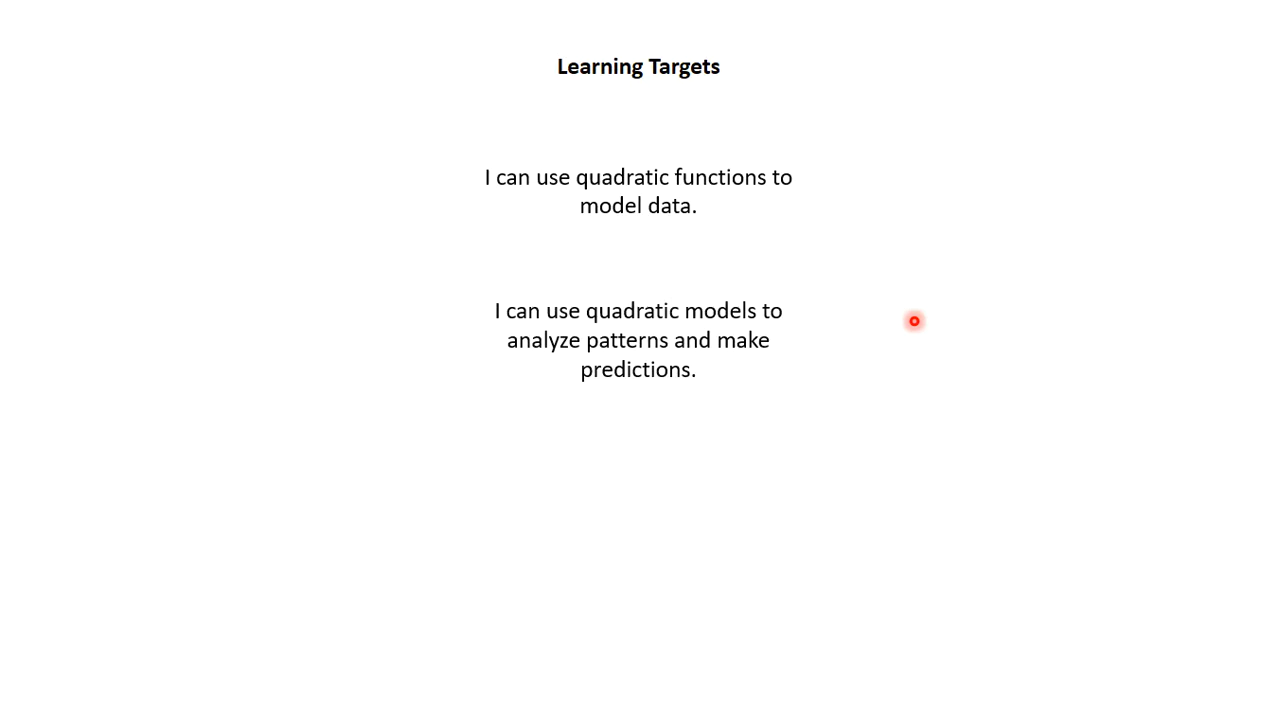 Learning Targets
I can use quadratic functions to
model data.
I can use quadratic models to
analyze patterns and make
predictions.